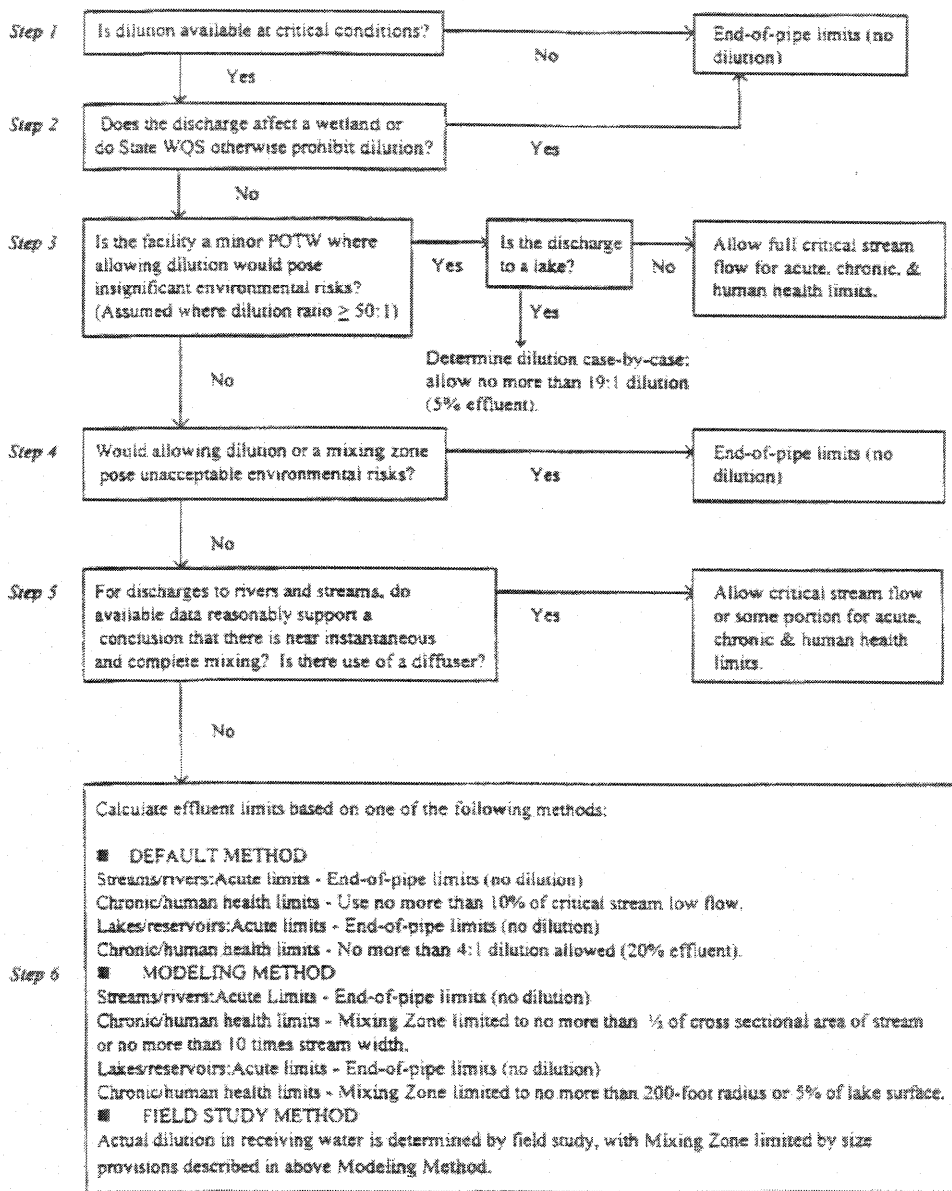 Step 1
Is dilution available at critical conditions?
No
End-of-pipe limits (no
dilution)
Yes
Step 2
Does the discharge affect a wetland or
do State WQS otherwise prohibit dilution?
Yes
No
Step 3
Is the facility a minor POTW where
allowing dilution would pose
insignificant environmental risks?
(Assumed where dilution ratio ≥ 50:1)
Yes
Is the discharge
to a lake?
No
Allow full critical stream
flow for acute, chronic, &
human health limits.
Yes
Determine dilution case-by-case:
allow no more than 19:1 dilution
(5% effluent).
No
Step 4
Would allowing dilution or a mixing zone
pose unacceptable environmental risks?
Yes
End-of-pipe limits (no
dilution)
No
Step 5
For discharges to rivers and streams, do
available data reasonably support a
conclusion that there is near instantaneous
and complete mixing? Is there use of a diffuser?
Yes
Allow critical stream flow
or some portion for acute,
chronic & human health
limits.
No
Step 6
Calculate effluent limits based on one of the following methods:
■ DEFAULT METHOD
Streams/rivers:Acute limits - End-of-pipe limits (no dilution)
Chronic/human health limits - Use no more than 10% of critical stream low flow.
Lakes/reservoirs:Acute limits - End-of-pipe limits (no dilution)
Chronic/human health limits - No more than 4:1 dilution allowed (20% effluent).
■ MODELING METHOD
Streams/rivers:Acute Limits - End-of-pipe limits (no dilution)
Chronic/human health limits - Mixing Zone limited to no more than of cross sectional area of stream
or no more than 10 times stream width.
Lakes/reservoirs:Acute limits - End-of-pipe limits (no dilution)
Chronic/human health limits - Mixing Zone limited to no more than 200-foot radius or 5% of lake surface.
■ FIELD STUDY METHOD
Actual dilution in receiving water is determined by field study, with Mixing Zone limited by size
provisions described in above Modeling Method.